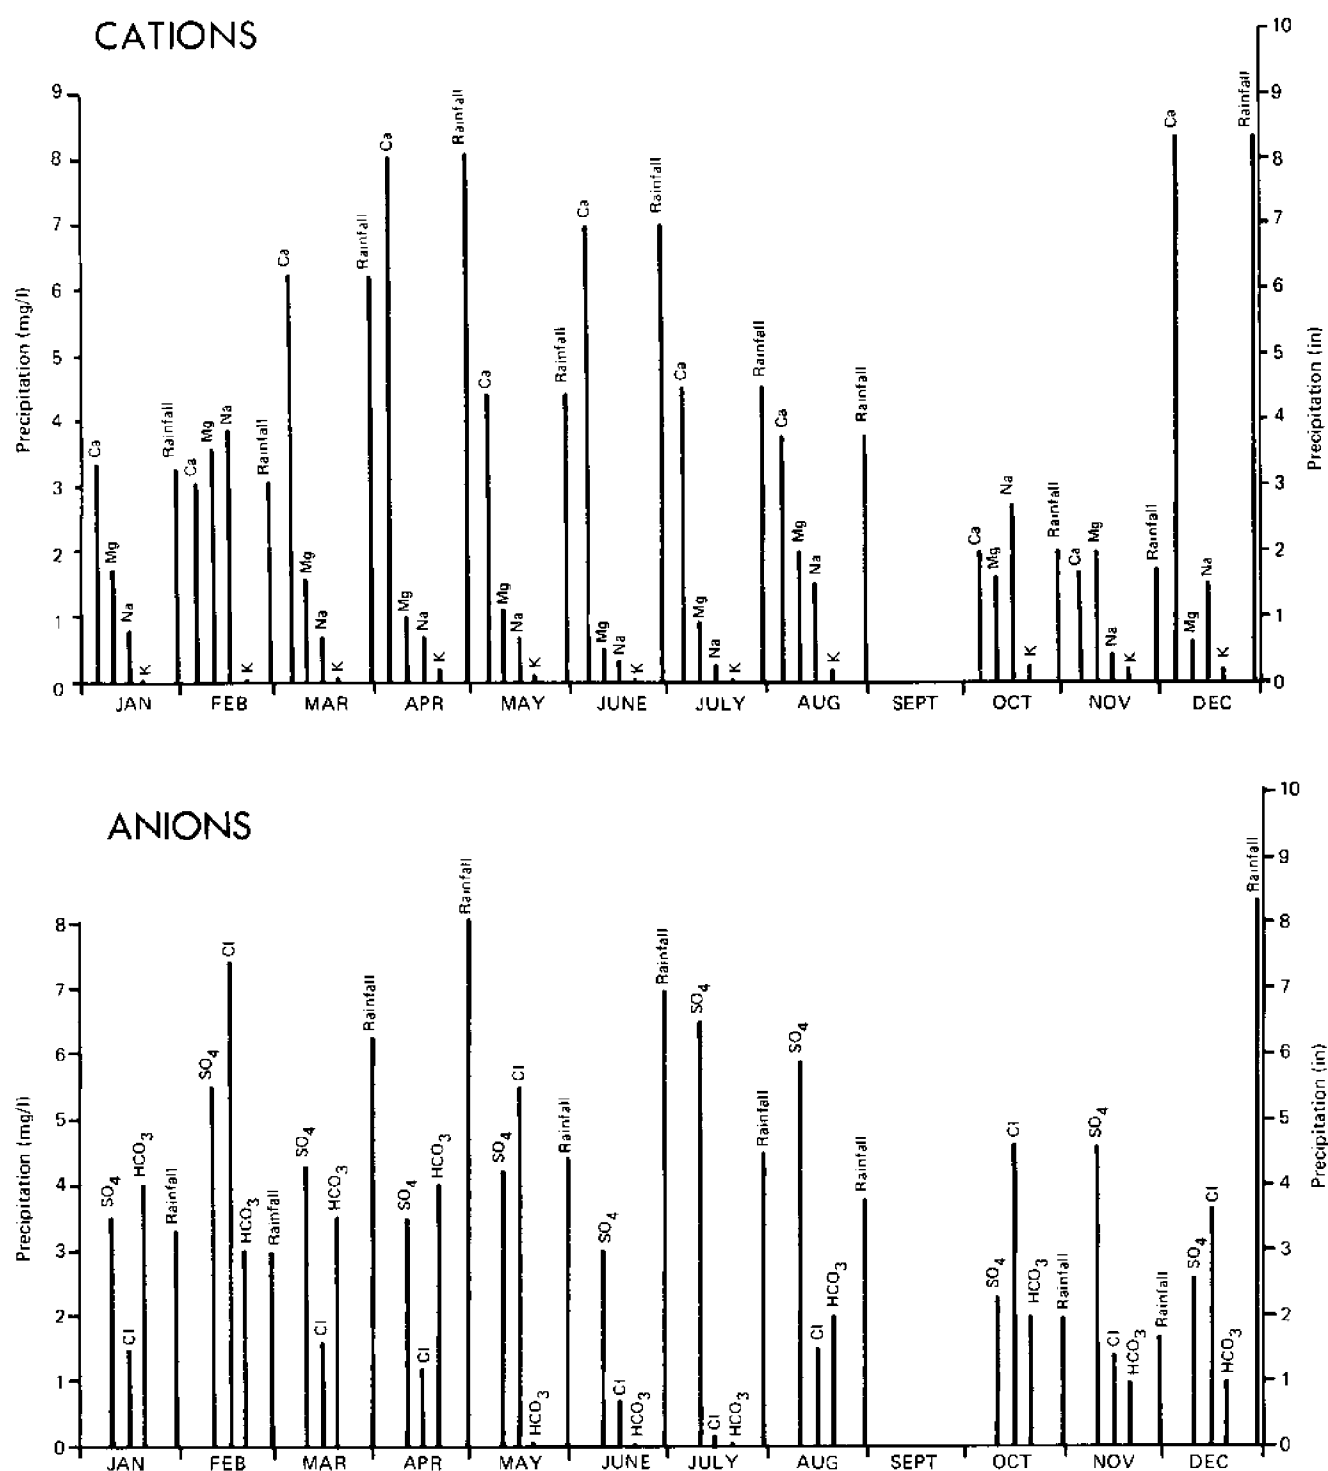 CATIONS
Precipitation (mg/l)
9
8
7
6
5
4
3
2
1
0
Precipitation (in)
10
9
8
7
6
5
4
3
2
1
0
Ca Mg Na K Rainfall
Ca Mg Na K Rainfall
Ca Mg Na K Rainfall
Ca Mg Na K Rainfall
Ca Mg Na K Rainfall
Ca Mg Na K Rainfall
Ca Mg Na K Rainfall
Ca Mg Na K Rainfall
Ca Mg Na K Rainfall
Ca Mg Na K Rainfall
Ca Mg Na K Rainfall
JAN FEB MAR APR MAY JUNE JULY AUG SEPT OCT NOV DEC
ANIONS
Precipitation (mg/l)
8
7
6
5
4
3
2
1
0
Precipitation (in)
10
9
8
7
6
5
4
3
2
1
0
SO4 Cl HCO3 Rainfall
SO4 Cl HCO3 Rainfall
SO4 Cl HCO3 Rainfall
SO4 Cl HCO3 Rainfall
SO4 Cl HCO3 Rainfall
SO4 Cl HCO3 Rainfall
SO4 Cl HCO3 Rainfall
SO4 Cl HCO3 Rainfall
SO4 Cl HCO3 Rainfall
SO4 Cl HCO3 Rainfall
SO4 Cl HCO3 Rainfall
JAN FEB MAR APR MAY JUNE JULY AUG SEPT OCT NOV DEC